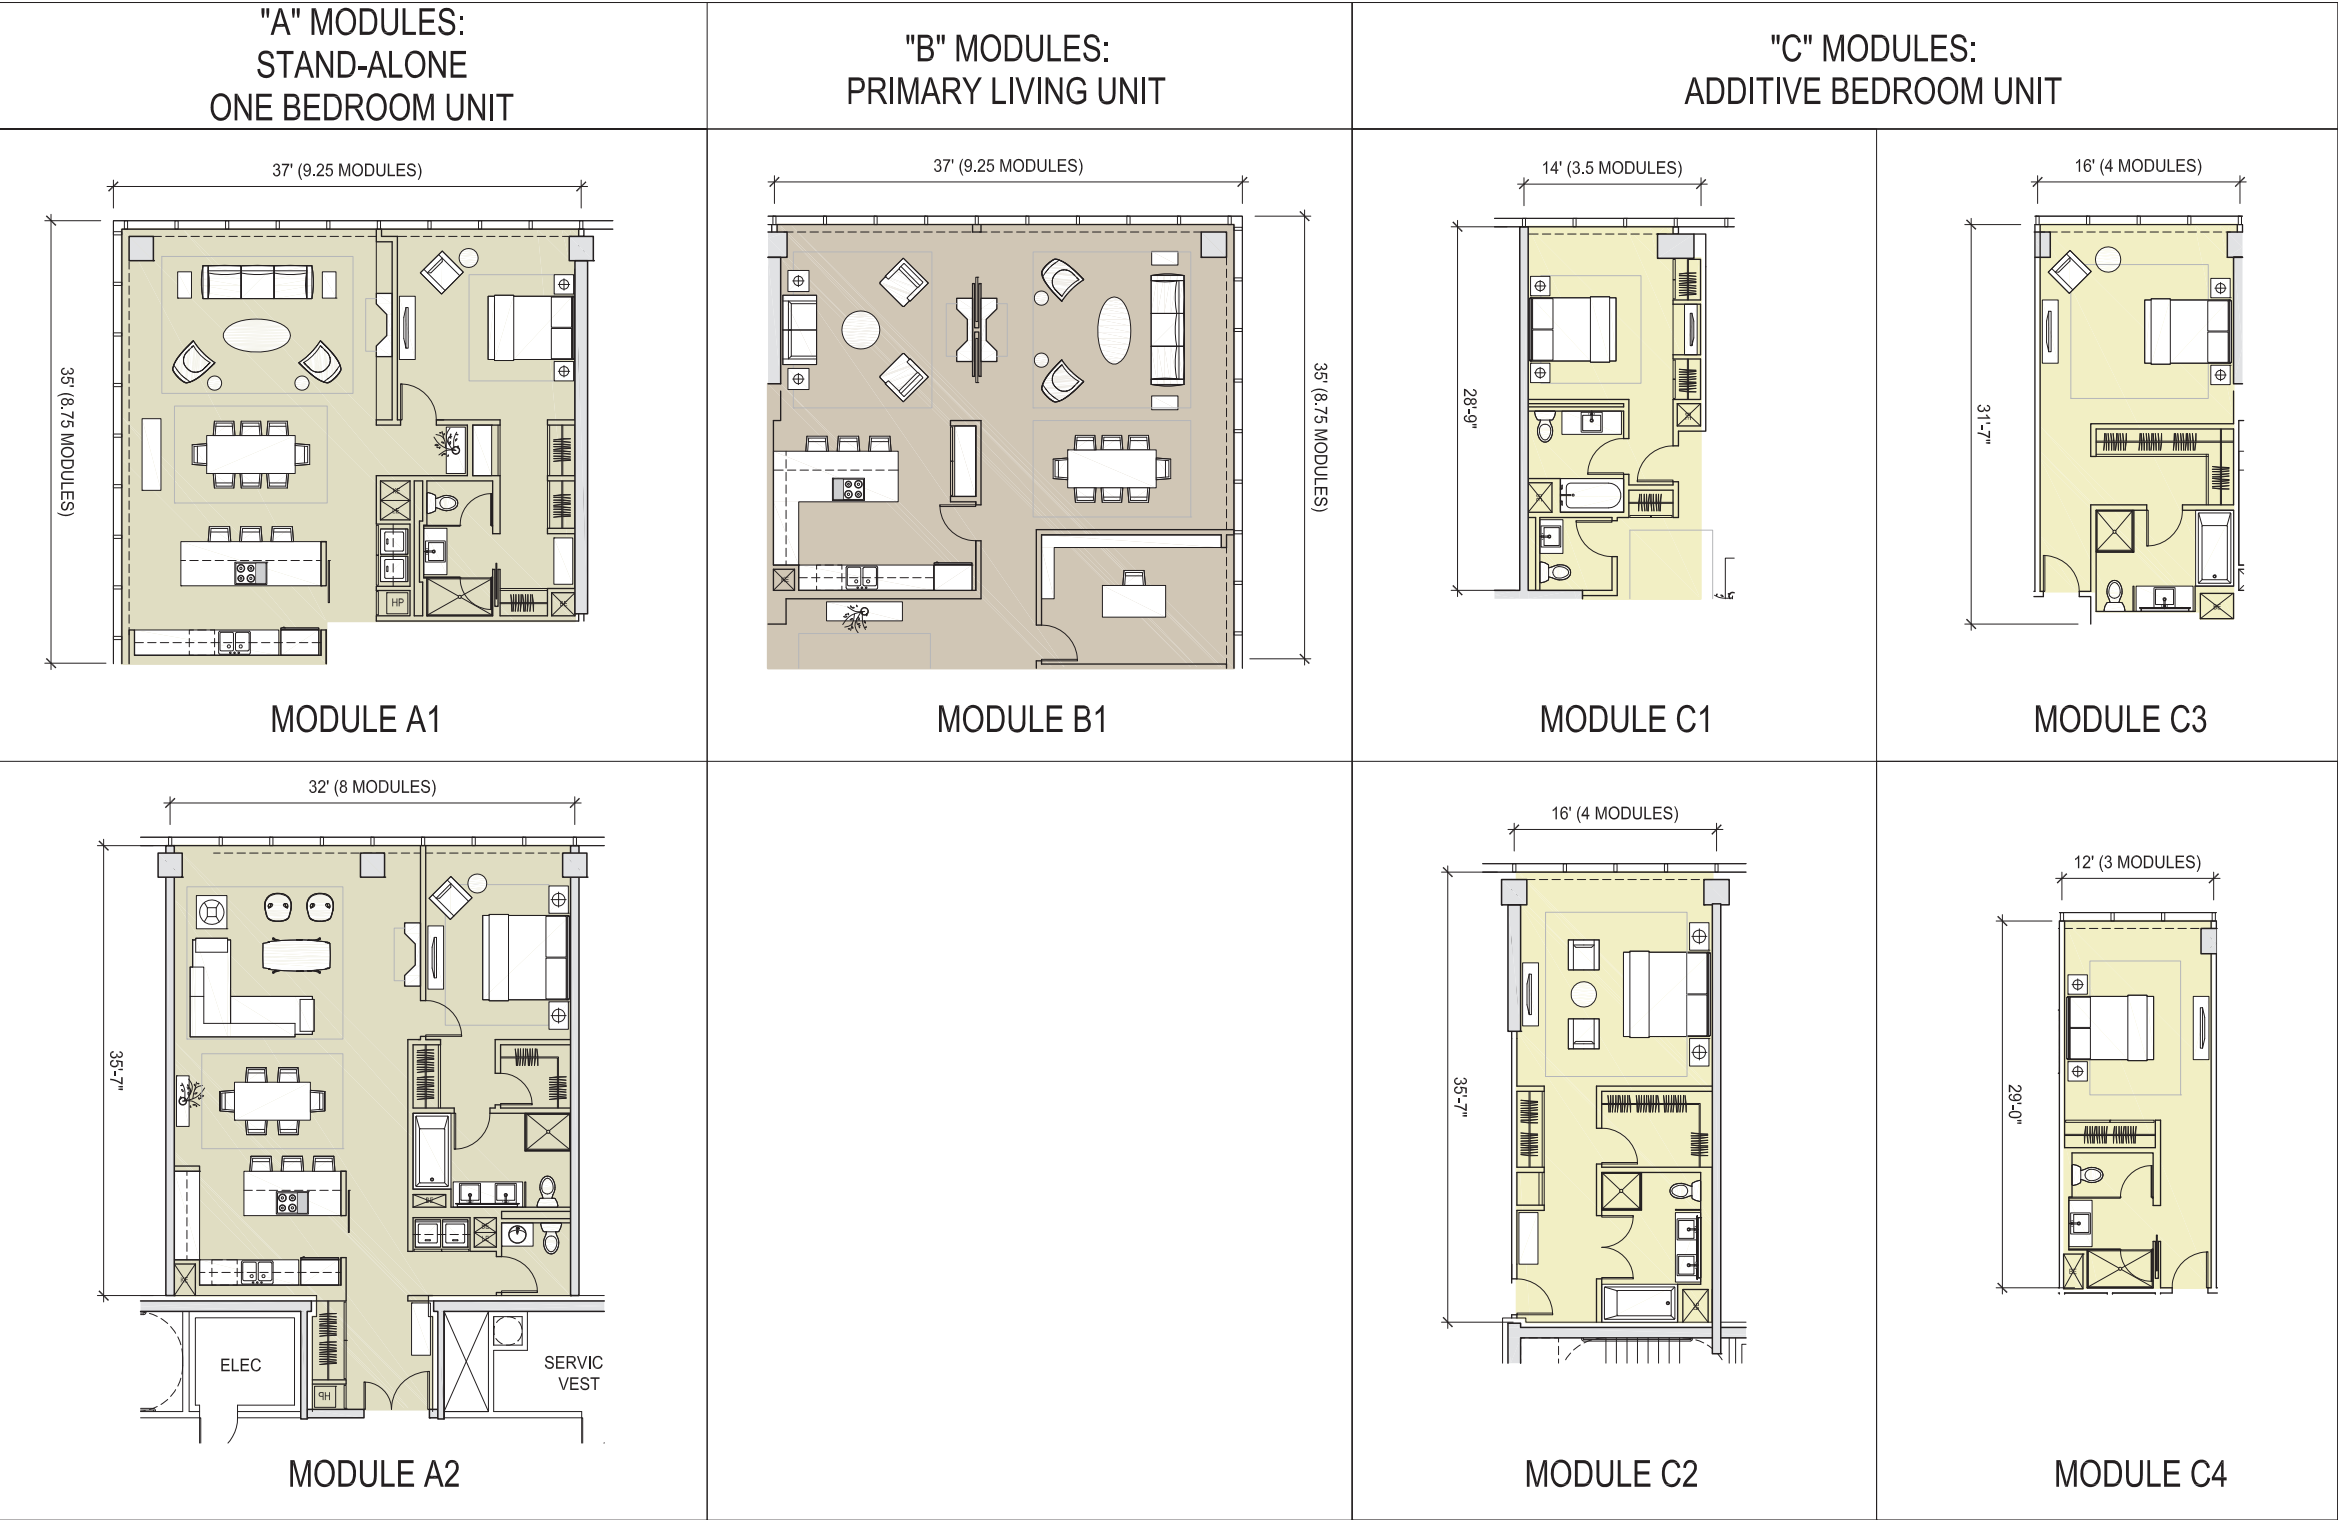 "A" MODULES:
STAND-ALONE
ONE BEDROOM UNIT
"B" MODULES:
PRIMARY LIVING UNIT
"C" MODULES:
ADDITIVE BEDROOM UNIT
37' (9.25 MODULES)
35' (8.75 MODULES)
HP
MODULE A1
37' (9.25 MODULES)
35' (8.75 MODULES)
MODULE B1
14' (3.5 MODULES)
28'-9"
MODULE C1
16' (4 MODULES)
31'-7"
MODULE C3
32' (8 MODULES)
35'-7"
ELEC
SERVIC
VEST
HP
MODULE A2
16' (4 MODULES)
35'-7"
MODULE C2
12' (3 MODULES)
29'-0"
MODULE C4